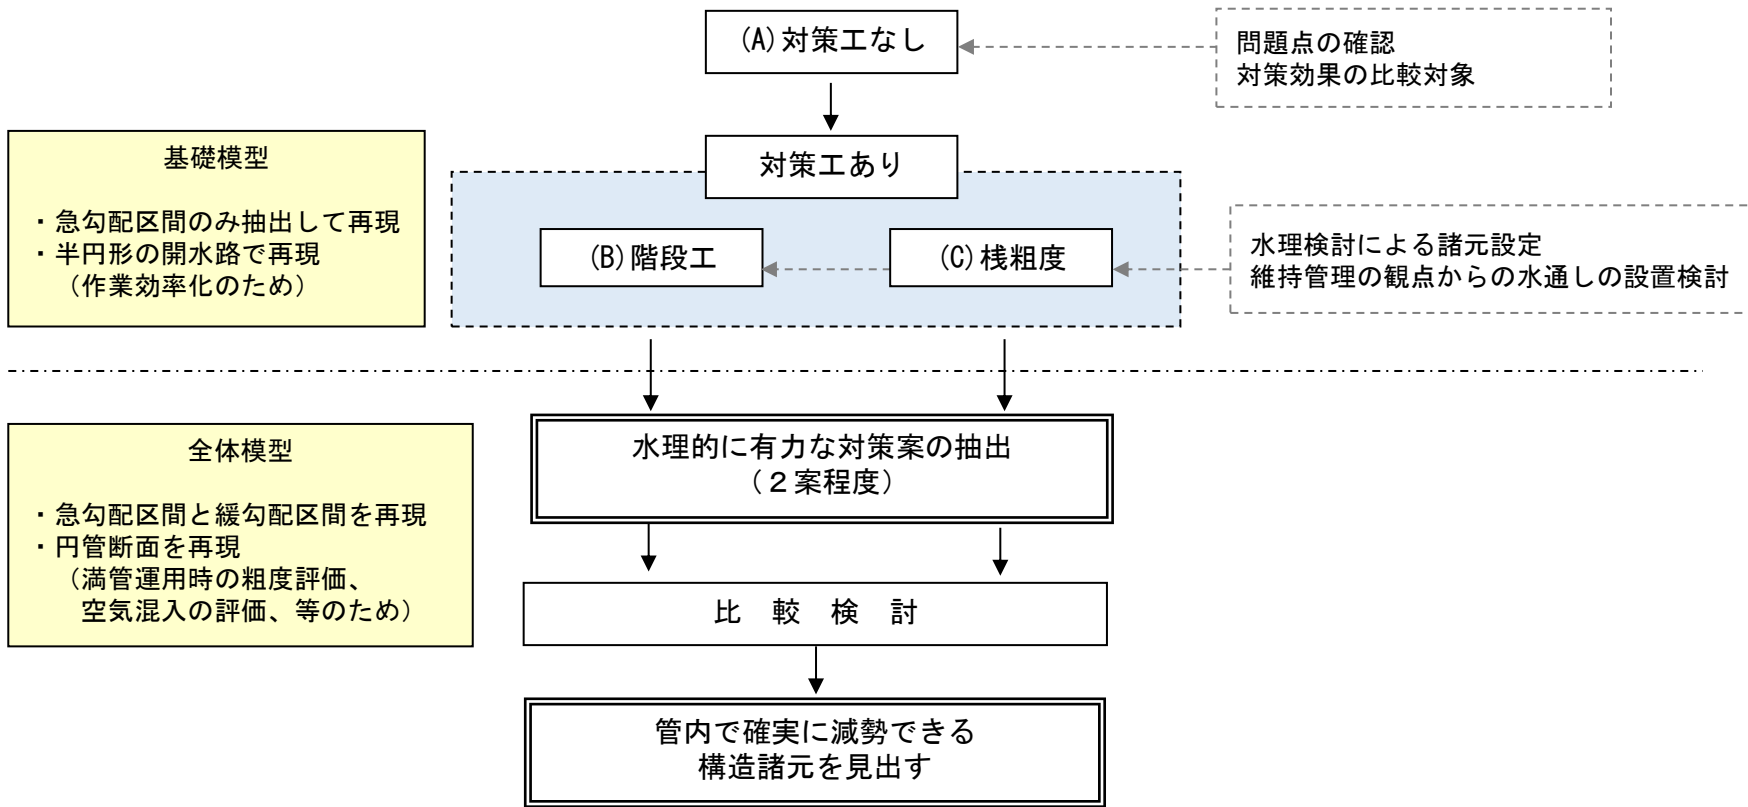 (A)対策工なし
問題点の確認
対策効果の比較対象
対策工あり
基礎模型
・急勾配区間のみ抽出して再現
・半円形の開水路で再現
（作業効率化のため）
(B)階段工
(C)桟粗度
水理検討による諸元設定
維持管理の観点からの水通しの設置検討
水理的に有力な対策案の抽出
（２案程度）
全体模型
・急勾配区間と緩勾配区間を再現
・円管断面を再現
（満管運用時の粗度評価、
空気混入の評価、等のため）
比　較　検　討
管内で確実に減勢できる
構造諸元を見出す